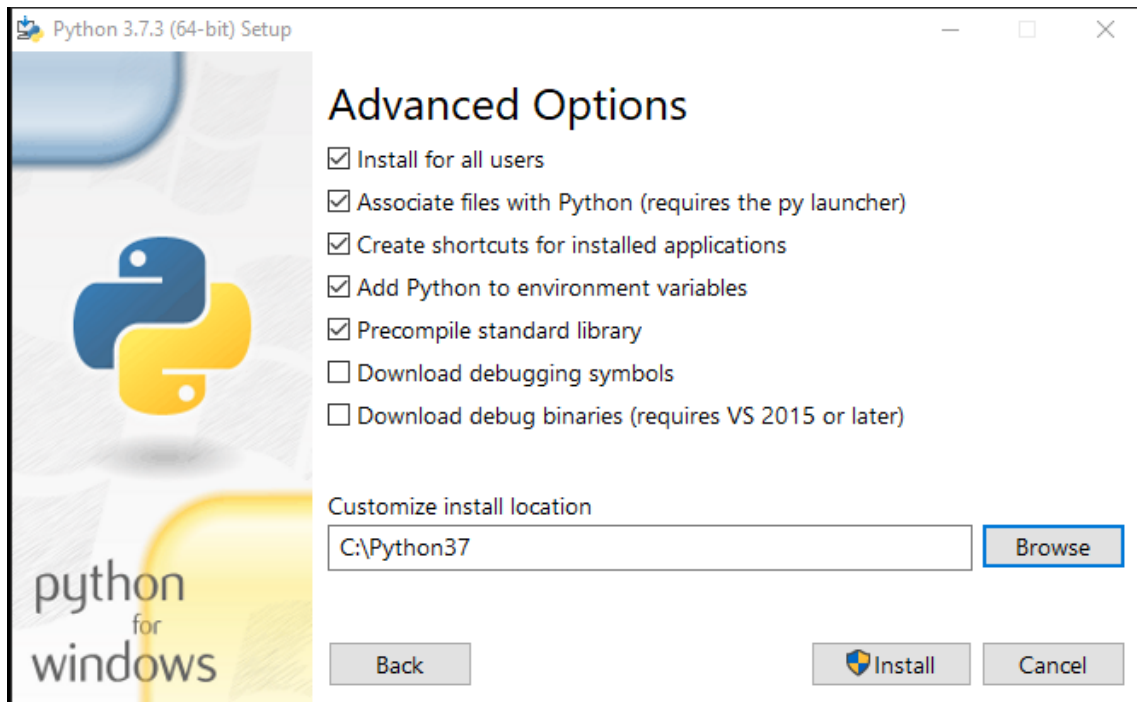 Python 3.7.3 (64-bit) Setup
Advanced Options
Install for all users
Associate files with Python (requires the py launcher)
Create shortcuts for installed applications
Add Python to environment variables
Precompile standard library
Download debugging symbols
Download debug binaries (requires VS 2015 or later)
Customize install location
C:\Python37
Browse
python
for
windows
Back
Install
Cancel